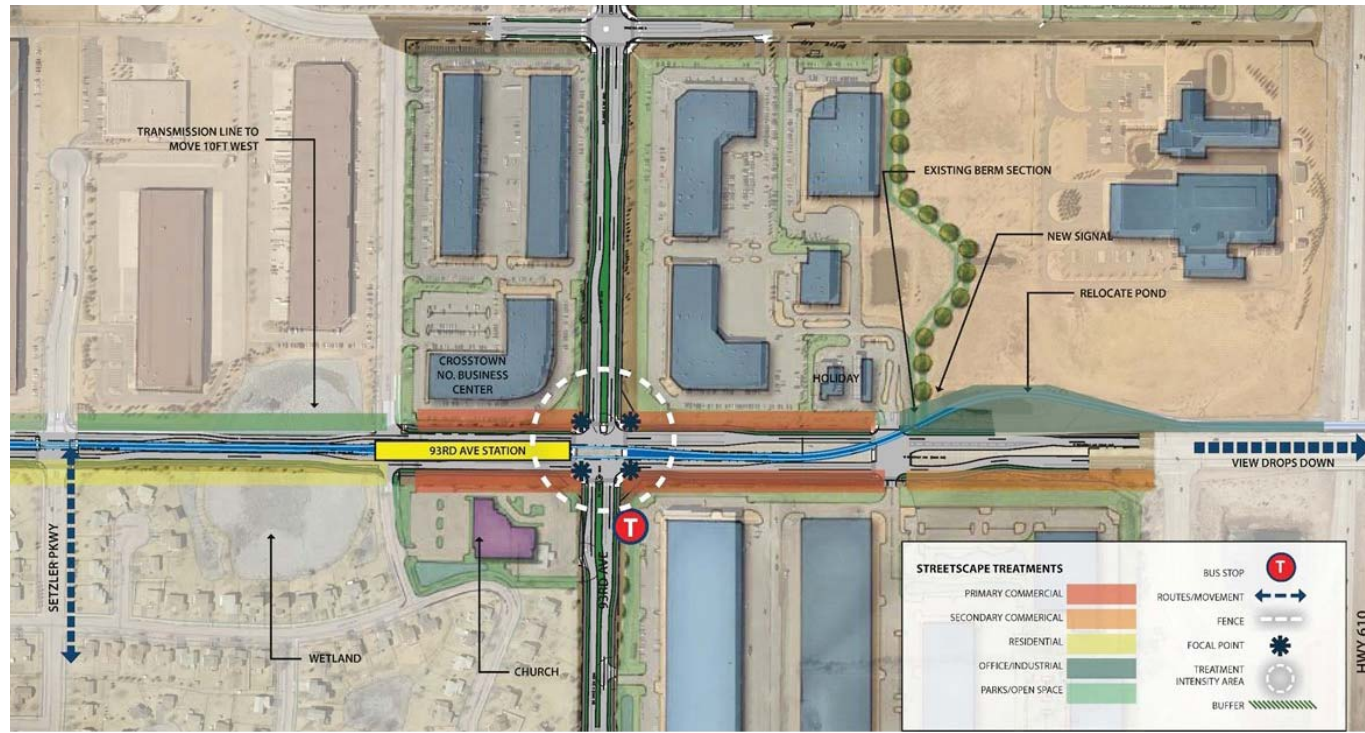 TRANSMISSION LINE TO
MOVE 10FT WEST
EXISTING BERM SECTION
NEW SIGNAL
RELOCATE POND
CROSSTOWN
NO. BUSINESS
CENTER
HOLIDAY
93RD AVE STATION
VIEW DROPS DOWN
SETZLER PKWY
WETLAND
CHURCH
93RD AVE
T
HWY 610
STREETSCAPE TREATMENTS
PRIMARY COMMERCIAL
SECONDARY COMMERICAL
RESIDENTIAL
OFFICE/INDUSTRIAL
PARKS/OPEN SPACE
BUS STOP
T
ROUTES/MOVEMENT
FENCE
FOCAL POINT
TREATMENT
INTENSITY AREA
BUFFER